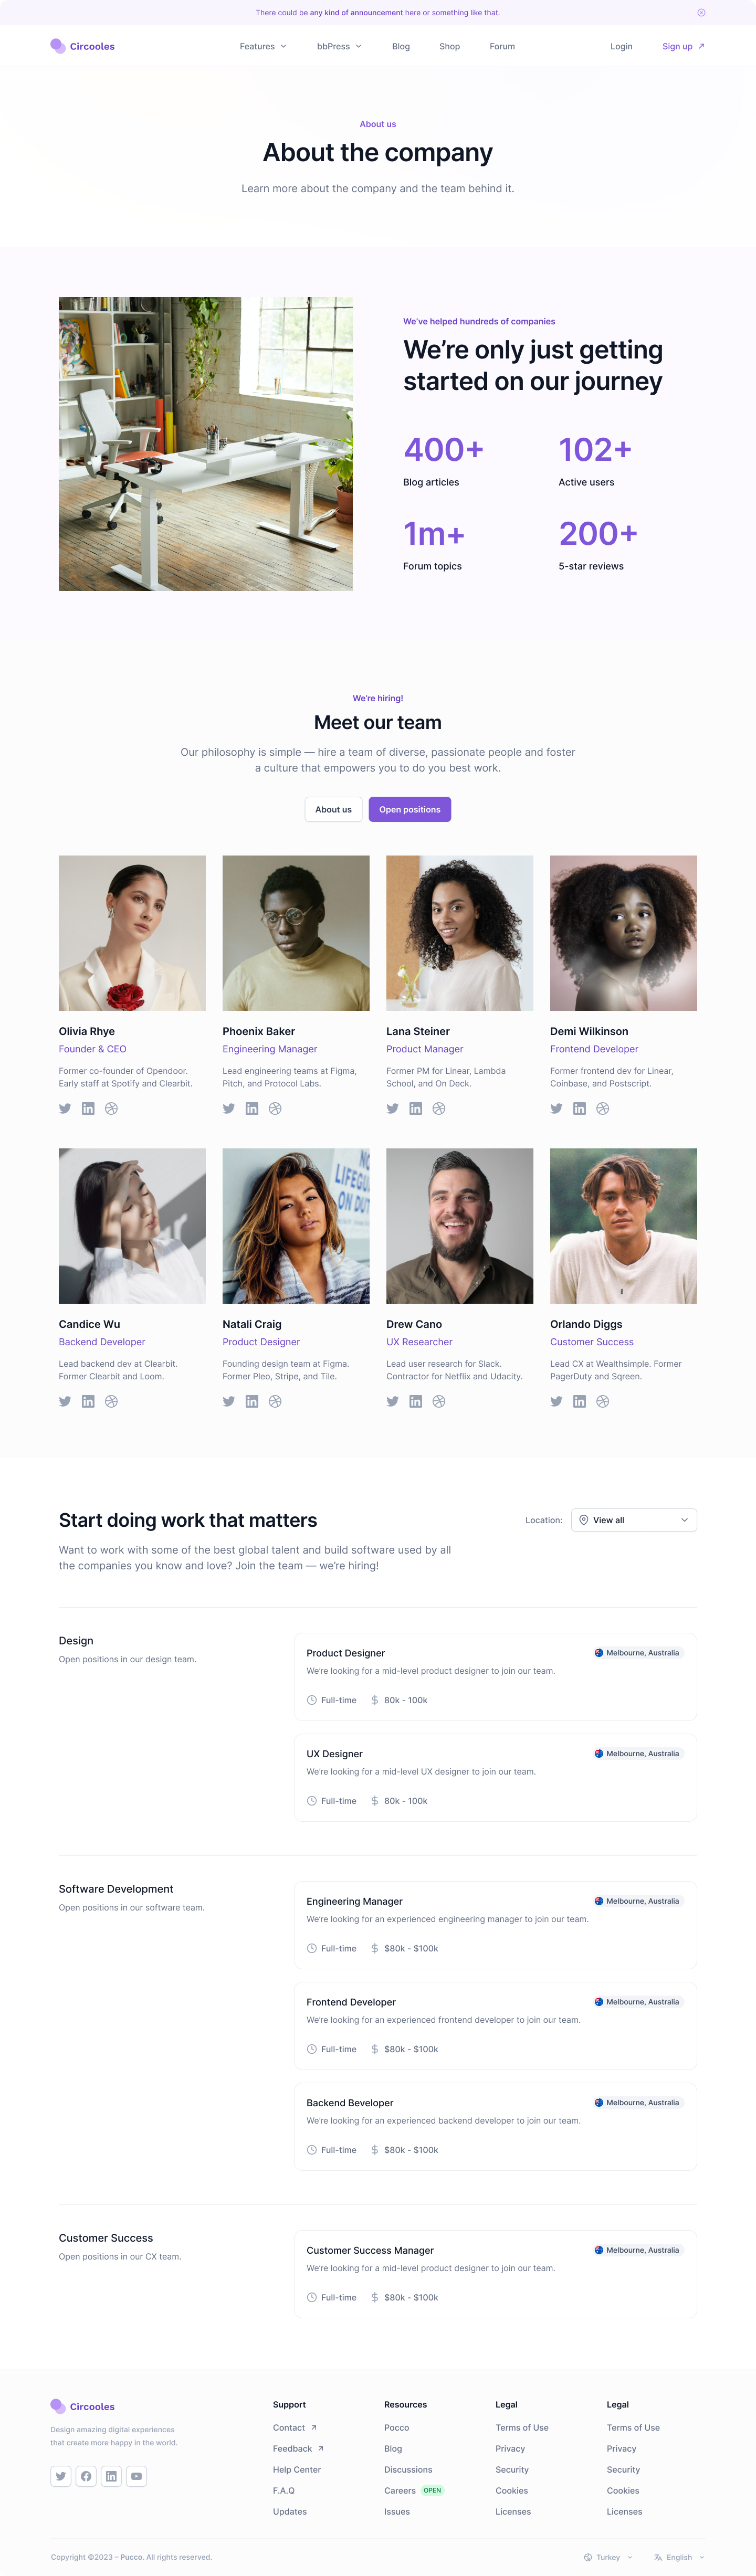 There could be any kind of announcement here or something like that.
Circooles
Features
bbPress
Blog
Shop
Forum
Login
Sign up
About us
About the company
Learn more about the company and the team behind it.
We've helped hundreds of companies
We're only just getting
started on our journey
400+
102+
Blog articles
Active users
1m+
200+
Forum topics
5-star reviews
We're hiring!
Meet our team
Our philosophy is simple — hire a team of diverse, passionate people and foster
a culture that empowers you to do you best work.
About us
Open positions
Olivia Rhye
Founder & CEO
Former co-founder of Opendoor.
Early staff at Spotify and Clearbit.
Phoenix Baker
Engineering Manager
Lead engineering teams at Figma,
Pitch, and Protocol Labs.
Lana Steiner
Product Manager
Former PM for Linear, Lambda
School, and On Deck.
Demi Wilkinson
Frontend Developer
Former frontend dev for Linear,
Coinbase, and Postscript.
LIFEGU
ON DUT
Candice Wu
Backend Developer
Lead backend dev at Clearbit.
Former Clearbit and Loom.
Natali Craig
Product Designer
Founding design team at Figma.
Former Pleo, Stripe, and Tile.
Drew Cano
UX Researcher
Lead user research for Slack.
Contractor for Netflix and Udacity.
Orlando Diggs
Customer Success
Lead CX at Wealthsimple. Former
PagerDuty and Sqreen.
Start doing work that matters
Location:
View all
Want to work with some of the best global talent and build software used by all
the companies you know and love? Join the team — we're hiring!
Design
Open positions in our design team.
Product Designer
Melbourne, Australia
We're looking for a mid-level product designer to join our team.
Full-time
80k - 100k
UX Designer
Melbourne, Australia
We're looking for a mid-level UX designer to join our team.
Full-time
80k - 100k
Software Development
Open positions in our software team.
Engineering Manager
Melbourne, Australia
We're looking for an experienced engineering manager to join our team.
Full-time
$80k - $100k
Frontend Developer
Melbourne, Australia
We're looking for an experienced frontend developer to join our team.
Full-time
$80k - $100k
Backend Beveloper
Melbourne, Australia
We're looking for an experienced backend developer to join our team.
Full-time
$80k - $100k
Customer Success
Open positions in our CX team.
Customer Success Manager
Melbourne, Australia
We're looking for a mid-level product designer to join our team.
Full-time
$80k - $100k
Circooles
Design amazing digital experiences
that create more happy in the world.
Support
Contact
Feedback
Help Center
F.A.Q
Updates
Resources
Pocco
Blog
Discussions
Careers OPEN
Issues
Legal
Terms of Use
Privacy
Security
Cookies
Licenses
Legal
Terms of Use
Privacy
Security
Cookies
Licenses
Copyright ©2023 – Pucco. All rights reserved.
Turkey
English